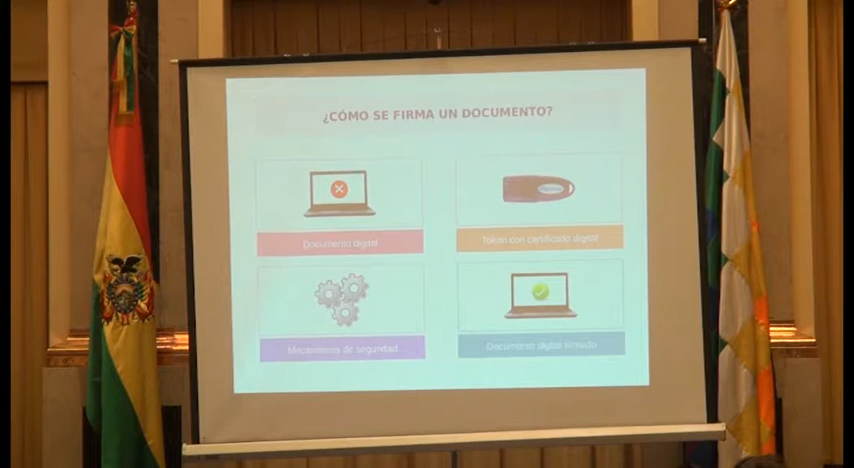 ¿CÓMO SE FIRMA UN DOCUMENTO?
Documento digital
Token con certificado digital
Mecanismos de seguridad
Documento digital firmado